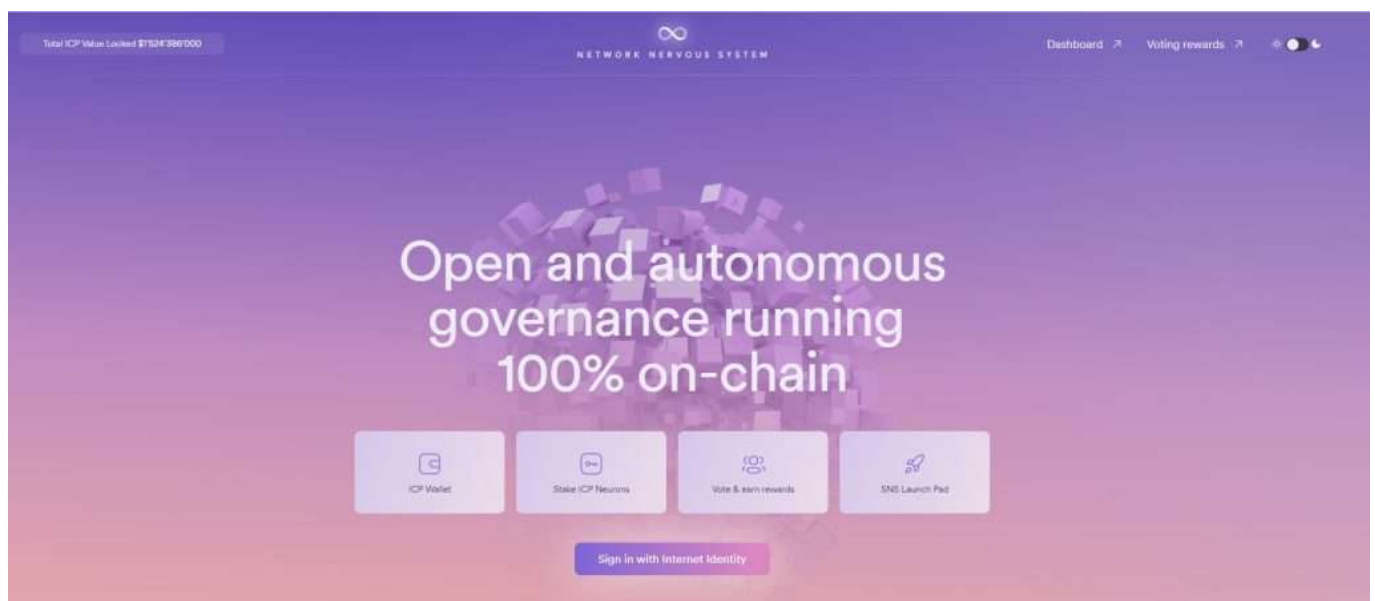 Total ICP Value Locked $1'524'386'000
NETWORK NERVOUS SYSTEM
Dashboard
Voting rewards
Open and autonomous
governance running
100% on-chain
ICP Wallet
Stake ICP Neurons
Vote & earn rewards
SNS Launch Pad
Sign in with Internet Identity